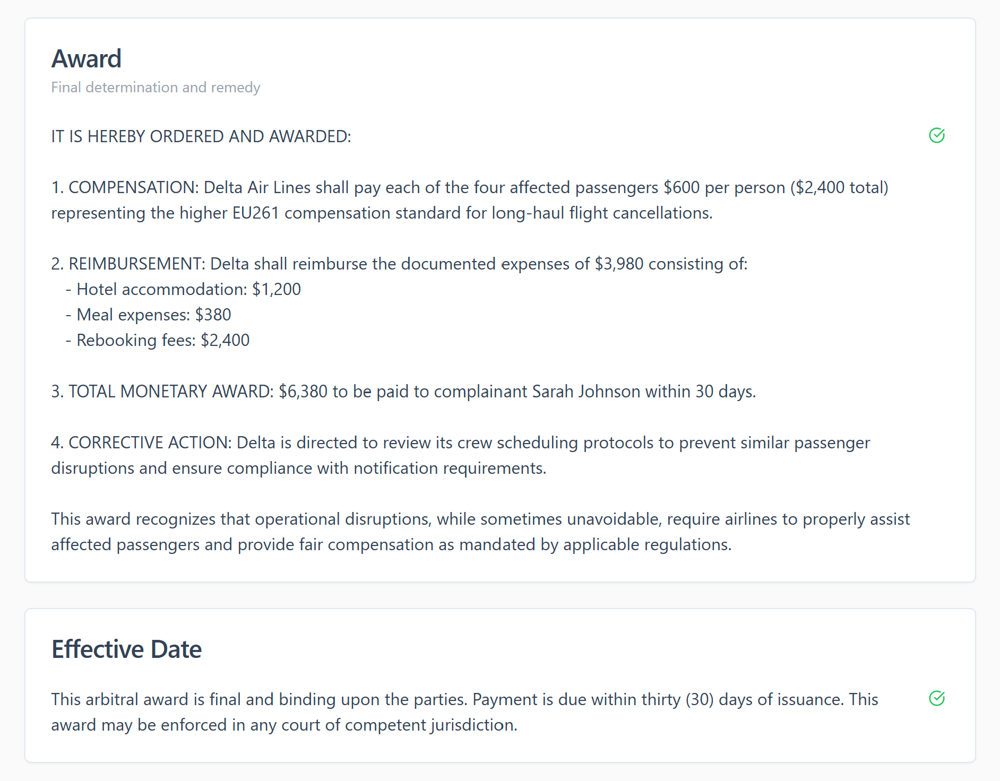 Award
Final determination and remedy
IT IS HEREBY ORDERED AND AWARDED:
1. COMPENSATION: Delta Air Lines shall pay each of the four affected passengers $600 per person ($2,400 total)
representing the higher EU261 compensation standard for long-haul flight cancellations.
2. REIMBURSEMENT: Delta shall reimburse the documented expenses of $3,980 consisting of:
- Hotel accommodation: $1,200
- Meal expenses: $380
- Rebooking fees: $2,400
3. TOTAL MONETARY AWARD: $6,380 to be paid to complainant Sarah Johnson within 30 days.
4. CORRECTIVE ACTION: Delta is directed to review its crew scheduling protocols to prevent similar passenger
disruptions and ensure compliance with notification requirements.
This award recognizes that operational disruptions, while sometimes unavoidable, require airlines to properly assist
affected passengers and provide fair compensation as mandated by applicable regulations.
Effective Date
This arbitral award is final and binding upon the parties. Payment is due within thirty (30) days of issuance. This
award may be enforced in any court of competent jurisdiction.